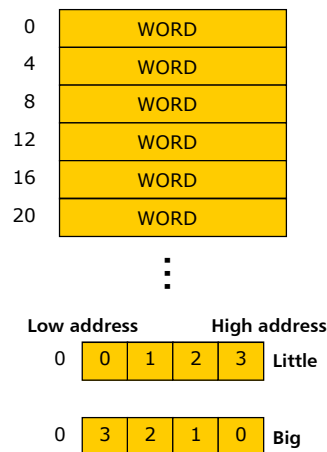 0 WORD
4 WORD
8 WORD
12 WORD
16 WORD
20 WORD
Low address High address
0 0 1 2 3 Little
0 3 2 1 0 Big